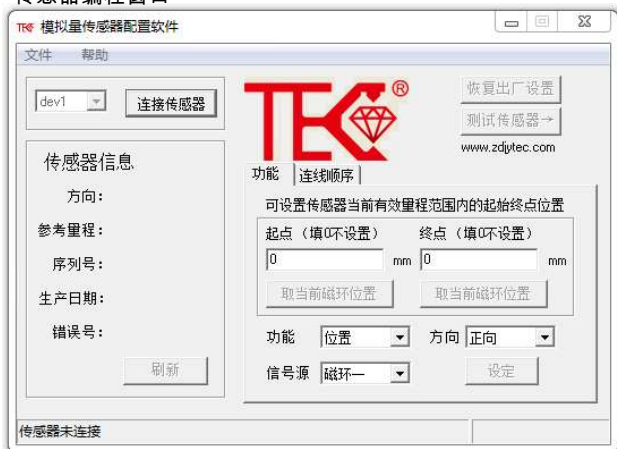 传感器编程窗口
TEC 模拟量传感器配置软件
文件 帮助
dev1 连接传感器
TEC®
恢复出厂设置
测试传感器→
www.zdjytec.com
传感器信息
方向:
参考量程:
序列号:
生产日期:
错误号:
刷新
功能 连线顺序
可设置传感器当前有效量程范围内的起始终点位置
起点（填0不设置） 终点（填0不设置）
0 mm 0 mm
取当前磁环位置 取当前磁环位置
功能 位置 方向 正向
信号源 磁环一 设定
传感器未连接